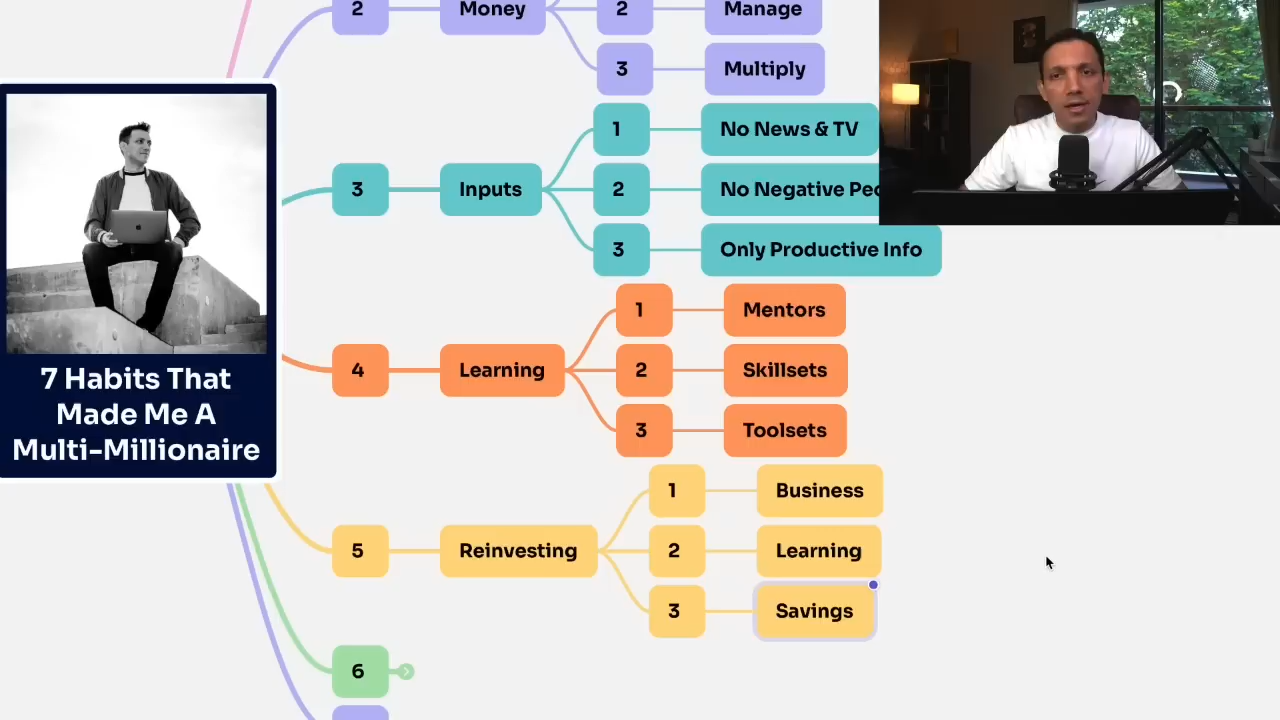 2
Money
2
Manage
3
Multiply
3
Inputs
1
No News & TV
2
No Negative
3
Only Productive Info
4
Learning
1
Mentors
2
Skillsets
3
Toolsets
5
Reinvesting
1
Business
2
Learning
3
Savings
6
7 Habits That
Made Me A
Multi-Millionaire